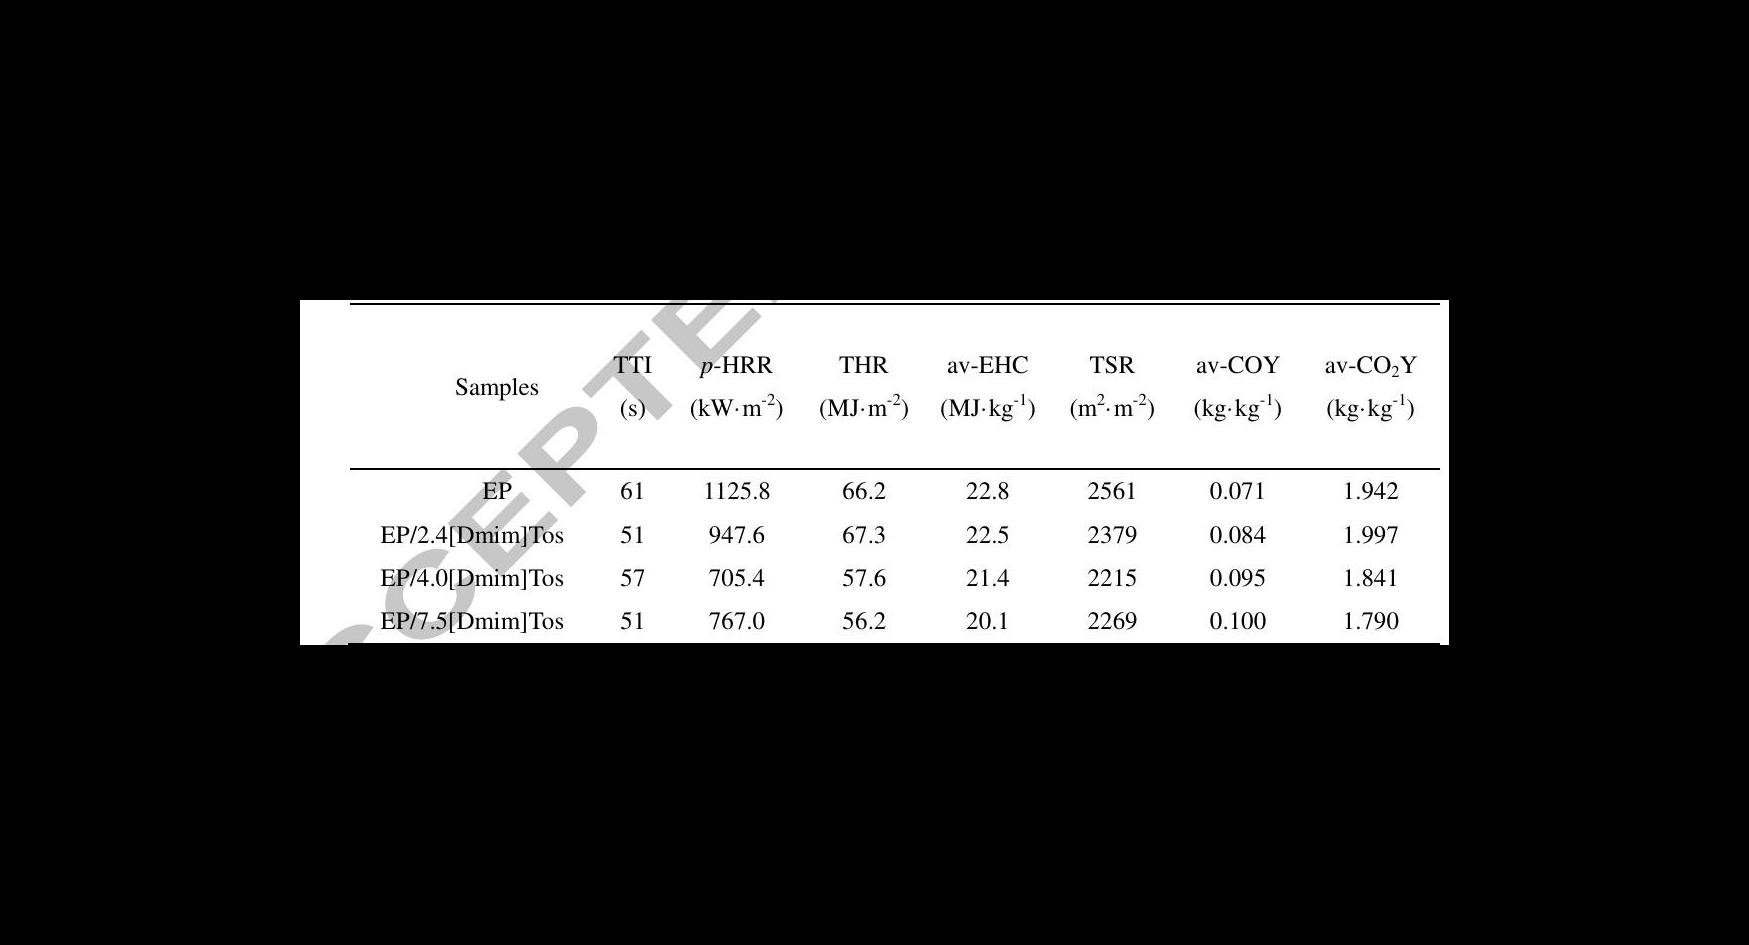 TTI p-HRR THR av-EHC TSR av-COY av-CO₂Y
Samples
(s) (kW·m⁻²) (MJ·m⁻²) (MJ·kg⁻¹) (m²·m⁻²) (kg·kg⁻¹) (kg·kg⁻¹)
EP 61 1125.8 66.2 22.8 2561 0.071 1.942
EP/2.4[Dmim]Tos 51 947.6 67.3 22.5 2379 0.084 1.997
EP/4.0[Dmim]Tos 57 705.4 57.6 21.4 2215 0.095 1.841
EP/7.5[Dmim]Tos 51 767.0 56.2 20.1 2269 0.100 1.790